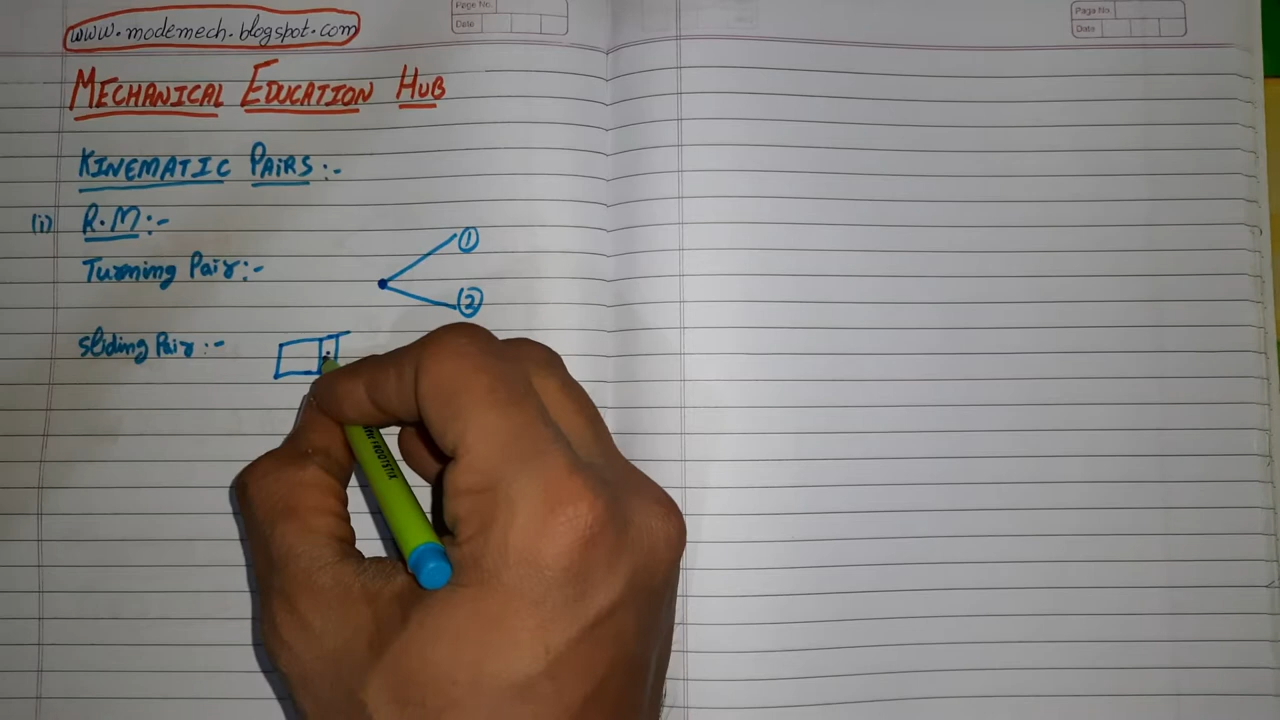 www.modemech.blogspot.com
Page No.
Date
Page No.
Date
MECHANICAL EDUCATION HUB
KINEMATIC PAIRS:-
(i) R.M:-
Turning Pair:-
1
2
Sliding Pair:-
FROOTSTIX